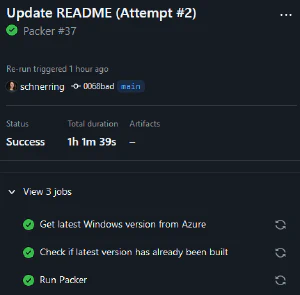 Update README (Attempt #2)
Packer #37
Re-run triggered 1 hour ago
schnerring 0068bad main
Status Total duration Artifacts
Success 1h 1m 39s –
View 3 jobs
Get latest Windows version from Azure
Check if latest version has already been built
Run Packer